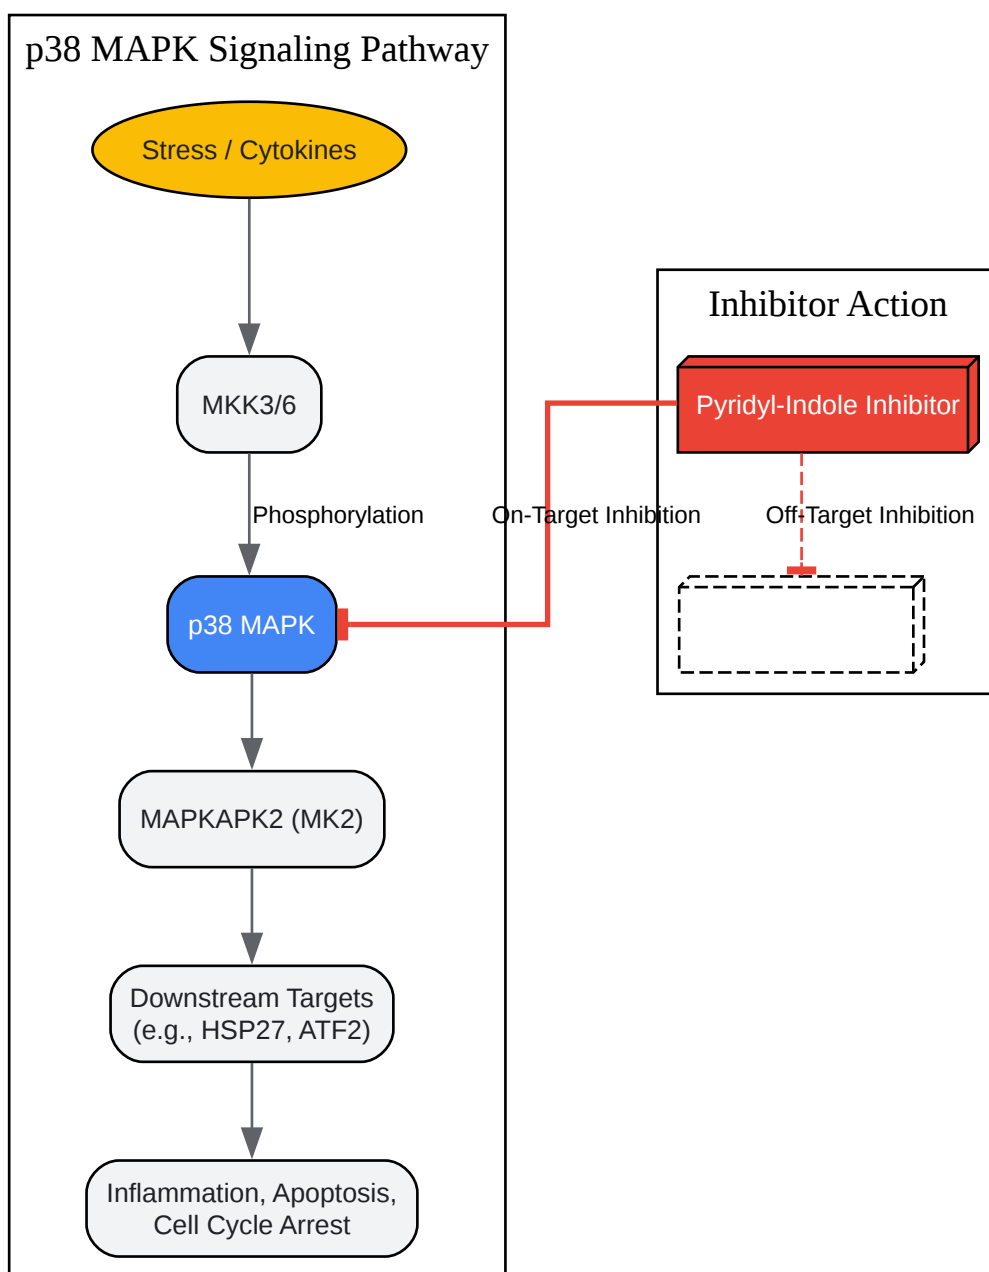 p38 MAPK Signaling Pathway
Stress / Cytokines
Inhibitor Action
MKK3/6
Pyridyl-Indole Inhibitor
Phosphorylation
On-Target Inhibition
Off-Target Inhibition
p38 MAPK
MAPKAPK2 (MK2)
Downstream Targets
(e.g., HSP27, ATF2)
Inflammation, Apoptosis,
Cell Cycle Arrest